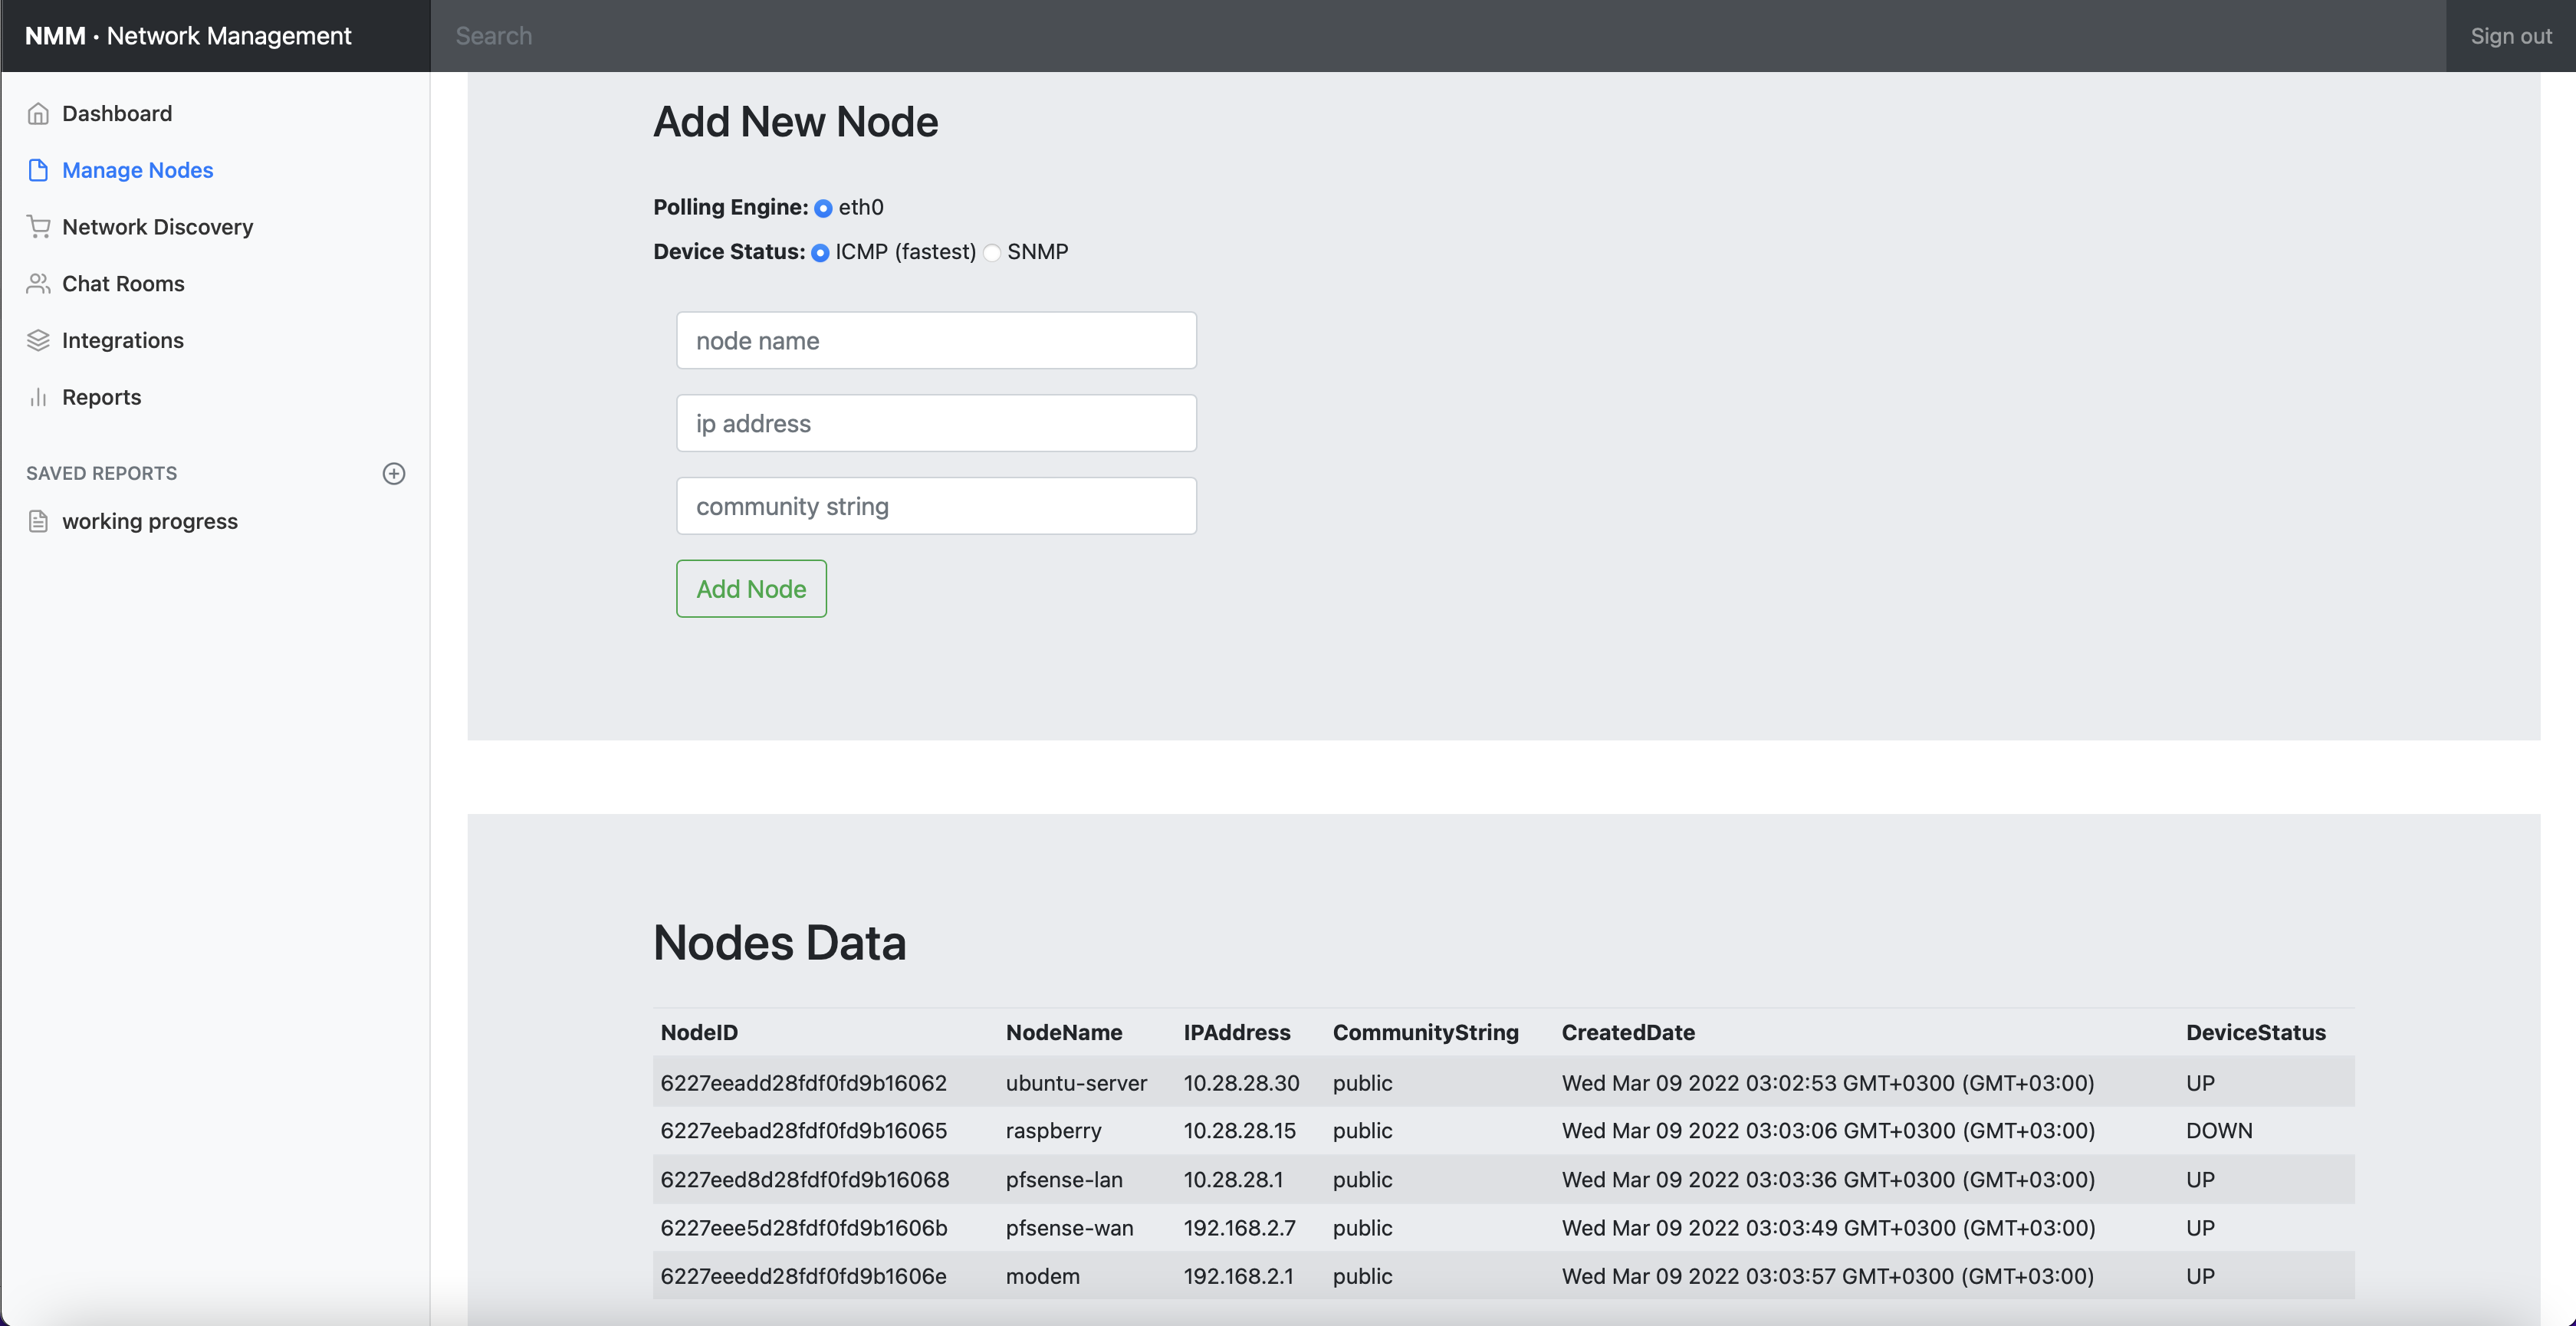 NMM · Network Management
Search
Sign out
Dashboard
Manage Nodes
Network Discovery
Chat Rooms
Integrations
Reports
SAVED REPORTS
working progress
Add New Node
Polling Engine: eth0
Device Status: ICMP (fastest) SNMP
node name
ip address
community string
Add Node
Nodes Data
NodeID NodeName IPAddress CommunityString CreatedDate DeviceStatus
6227eeadd28fdf0fd9b16062 ubuntu-server 10.28.28.30 public Wed Mar 09 2022 03:02:53 GMT+0300 (GMT+03:00) UP
6227eebad28fdf0fd9b16065 raspberry 10.28.28.15 public Wed Mar 09 2022 03:03:06 GMT+0300 (GMT+03:00) DOWN
6227eed8d28fdf0fd9b16068 pfsense-lan 10.28.28.1 public Wed Mar 09 2022 03:03:36 GMT+0300 (GMT+03:00) UP
6227eee5d28fdf0fd9b1606b pfsense-wan 192.168.2.7 public Wed Mar 09 2022 03:03:49 GMT+0300 (GMT+03:00) UP
6227eeedd28fdf0fd9b1606e modem 192.168.2.1 public Wed Mar 09 2022 03:03:57 GMT+0300 (GMT+03:00) UP